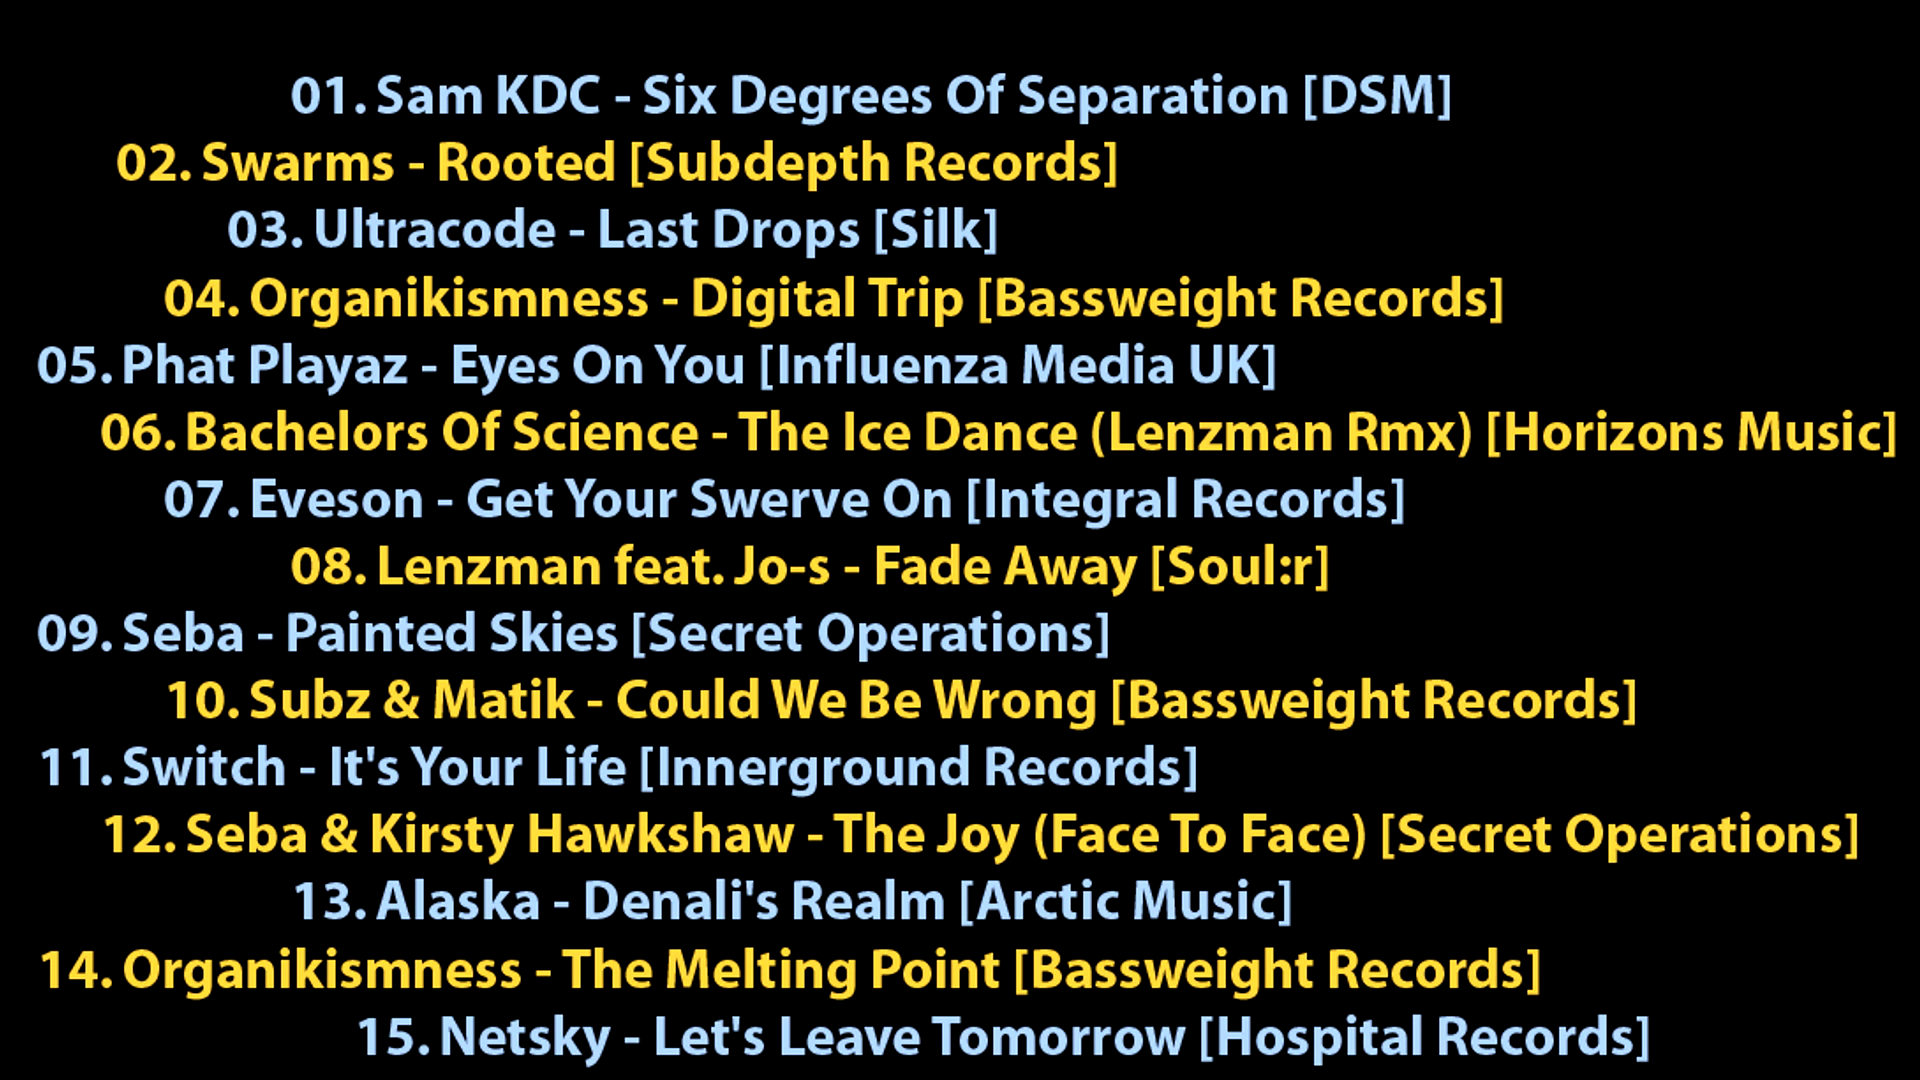 01. Sam KDC - Six Degrees Of Separation [DSM]
02. Swarms - Rooted [Subdepth Records]
03. Ultracode - Last Drops [Silk]
04. Organikismness - Digital Trip [Bassweight Records]
05. Phat Playaz - Eyes On You [Influenza Media UK]
06. Bachelors Of Science - The Ice Dance (Lenzman Rmx) [Horizons Music]
07. Eveson - Get Your Swerve On [Integral Records]
08. Lenzman feat. Jo-s - Fade Away [Soul:r]
09. Seba - Painted Skies [Secret Operations]
10. Subz & Matik - Could We Be Wrong [Bassweight Records]
11. Switch - It's Your Life [Innerground Records]
12. Seba & Kirsty Hawkshaw - The Joy (Face To Face) [Secret Operations]
13. Alaska - Denali's Realm [Arctic Music]
14. Organikismness - The Melting Point [Bassweight Records]
15. Netsky - Let's Leave Tomorrow [Hospital Records]